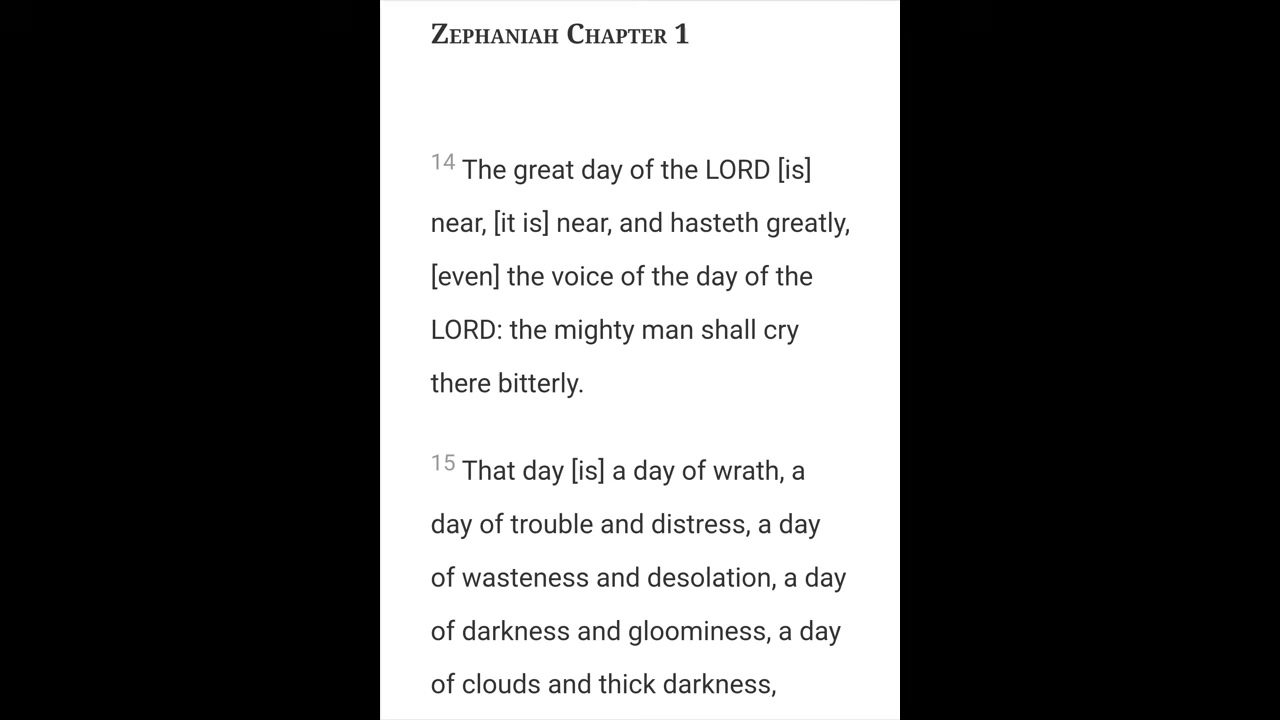 Zephaniah Chapter 1
14 The great day of the LORD [is]
near, [it is] near, and hasteth greatly,
[even] the voice of the day of the
LORD: the mighty man shall cry
there bitterly.
15 That day [is] a day of wrath, a
day of trouble and distress, a day
of wasteness and desolation, a day
of darkness and gloominess, a day
of clouds and thick darkness,